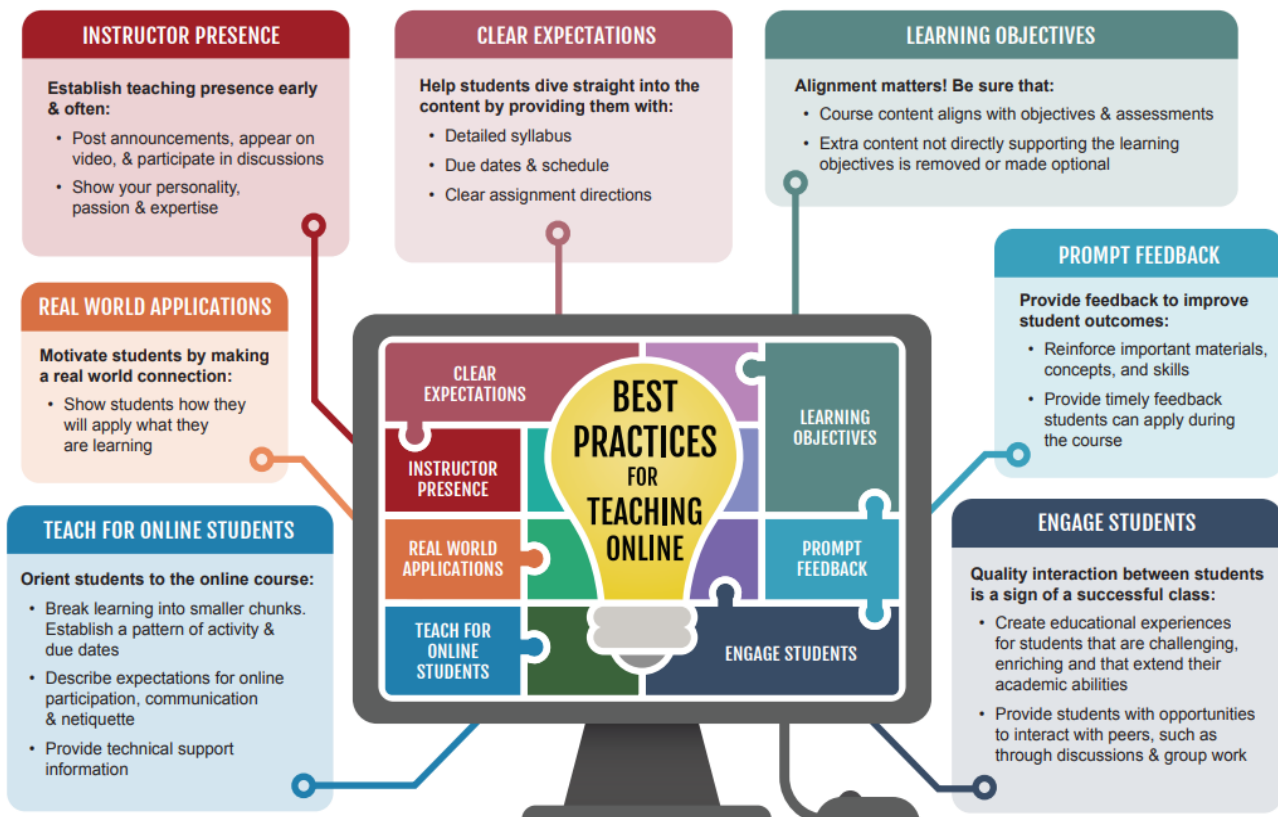 INSTRUCTOR PRESENCE
Establish teaching presence early
& often:
• Post announcements, appear on
video, & participate in discussions
• Show your personality,
passion & expertise
CLEAR EXPECTATIONS
Help students dive straight into the
content by providing them with:
• Detailed syllabus
• Due dates & schedule
• Clear assignment directions
LEARNING OBJECTIVES
Alignment matters! Be sure that:
• Course content aligns with objectives & assessments
• Extra content not directly supporting the learning
objectives is removed or made optional
REAL WORLD APPLICATIONS
Motivate students by making
a real world connection:
• Show students how they
will apply what they
are learning
PROMPT FEEDBACK
Provide feedback to improve
student outcomes:
• Reinforce important materials,
concepts, and skills
• Provide timely feedback
students can apply during
the course
TEACH FOR ONLINE STUDENTS
Orient students to the online course:
• Break learning into smaller chunks.
Establish a pattern of activity &
due dates
• Describe expectations for online
participation, communication
& netiquette
• Provide technical support
information
CLEAR
EXPECTATIONS
INSTRUCTOR
PRESENCE
REAL WORLD
APPLICATIONS
TEACH FOR
ONLINE
STUDENTS
BEST
PRACTICES
FOR
TEACHING
ONLINE
LEARNING
OBJECTIVES
PROMPT
FEEDBACK
ENGAGE STUDENTS
ENGAGE STUDENTS
Quality interaction between students
is a sign of a successful class:
• Create educational experiences
for students that are challenging,
enriching and that extend their
academic abilities
• Provide students with opportunities
to interact with peers, such as
through discussions & group work